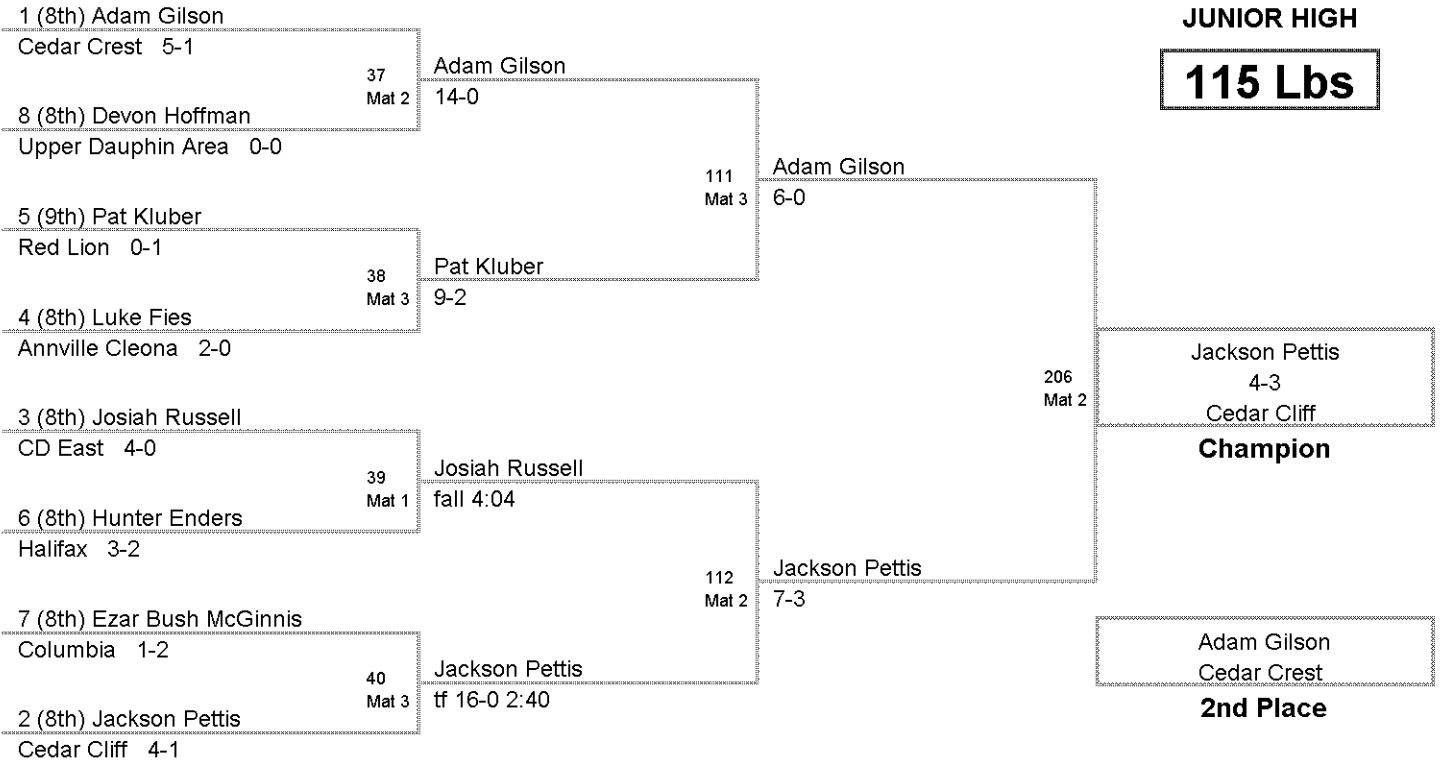 1 (8th) Adam Gilson
Cedar Crest 5-1
8 (8th) Devon Hoffman
Upper Dauphin Area 0-0
5 (9th) Pat Kluber
Red Lion 0-1
4 (8th) Luke Fies
Annville Cleona 2-0
3 (8th) Josiah Russell
CD East 4-0
6 (8th) Hunter Enders
Halifax 3-2
7 (8th) Ezar Bush McGinnis
Columbia 1-2
2 (8th) Jackson Pettis
Cedar Cliff 4-1
37
Mat 2
38
Mat 3
39
Mat 1
40
Mat 3
Adam Gilson
14-0
Pat Kluber
9-2
Josiah Russell
fall 4:04
Jackson Pettis
tf 16-0 2:40
111
Mat 3
112
Mat 2
Adam Gilson
6-0
Jackson Pettis
7-3
206
Mat 2
JUNIOR HIGH
115 Lbs
Jackson Pettis
4-3
Cedar Cliff
Champion
Adam Gilson
Cedar Crest
2nd Place